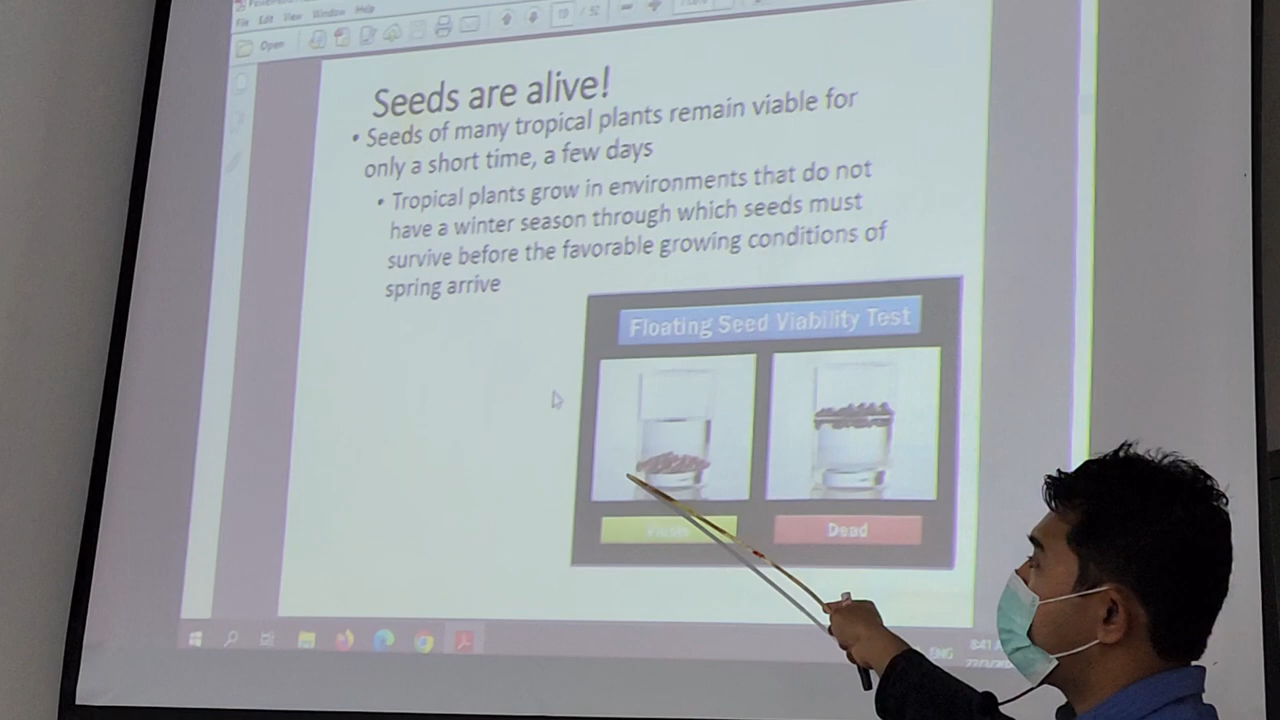 File Edit View Window Help
Open
/ 52
Seeds are alive!
• Seeds of many tropical plants remain viable for
only a short time, a few days
• Tropical plants grow in environments that do not
have a winter season through which seeds must
survive before the favorable growing conditions of
spring arrive
Floating Seed Viability Test
Dead
ENG